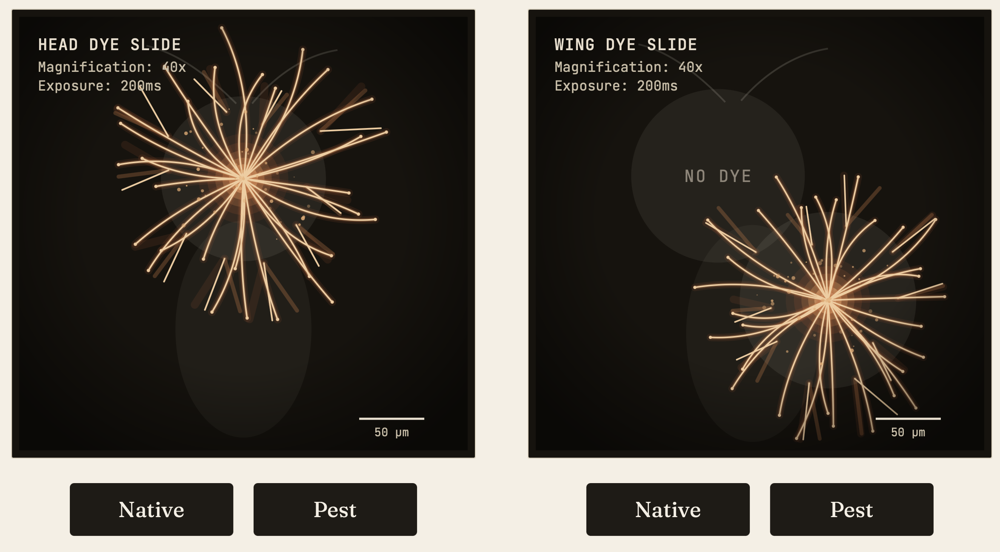 HEAD DYE SLIDE
Magnification: 40x
Exposure: 200ms
50 µm
Native
Pest
WING DYE SLIDE
Magnification: 40x
Exposure: 200ms
NO DYE
50 µm
Native
Pest